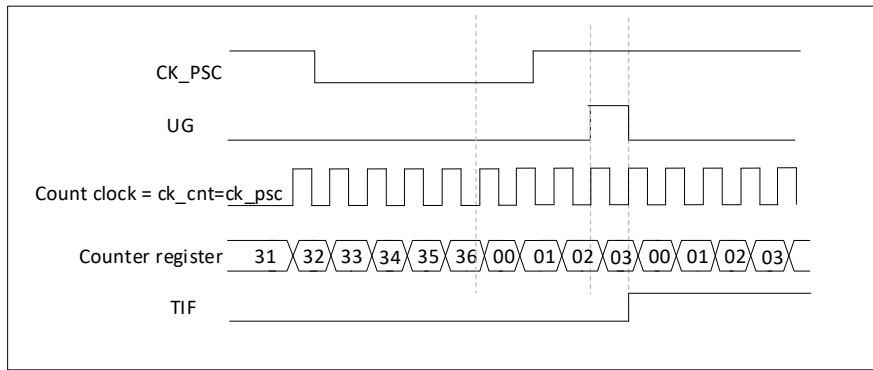 CK_PSC
UG
Count clock = ck_cnt=ck_psc
Counter register 31 32 33 34 35 36 00 01 02 03 00 01 02 03
TIF